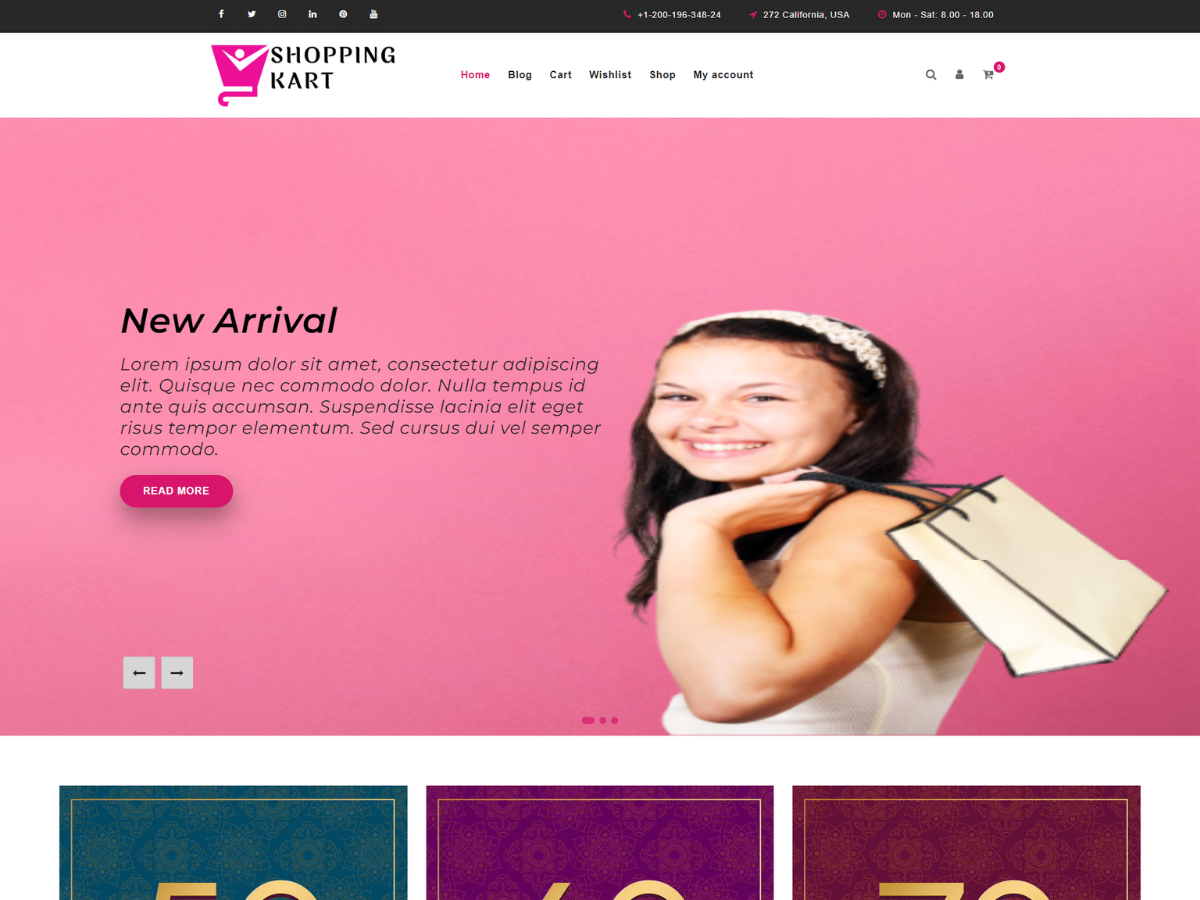 +1-200-196-348-24 272 California, USA Mon - Sat: 8.00 - 18.00
SHOPPING
KART
Home Blog Cart Wishlist Shop My account
0
New Arrival
Lorem ipsum dolor sit amet, consectetur adipiscing
elit. Quisque nec commodo dolor. Nulla tempus id
ante quis accumsan. Suspendisse lacinia elit eget
risus tempor elementum. Sed cursus dui vel semper
commodo.
READ MORE
50 60 70